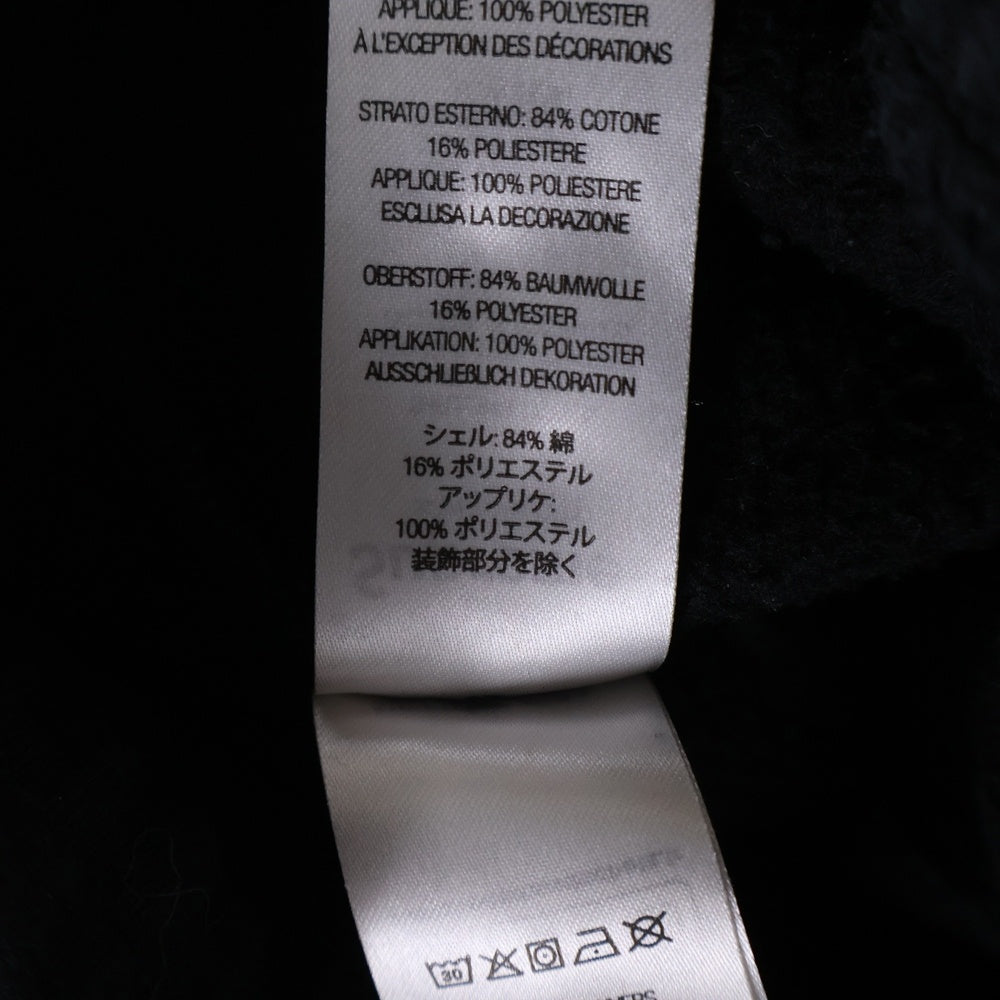 APPLIQUE: 100% POLYESTER
À L'EXCEPTION DES DÉCORATIONS
STRATO ESTERNO: 84% COTONE
16% POLIESTERE
APPLIQUE: 100% POLIESTERE
ESCLUSA LA DECORAZIONE
OBERSTOFF: 84% BAUMWOLLE
16% POLYESTER
APPLIKATION: 100% POLYESTER
AUSSCHLIEßLICH DEKORATION
シェル: 84% 綿
16% ポリエステル
アップリケ:
100% ポリエステル
装飾部分を除く
30